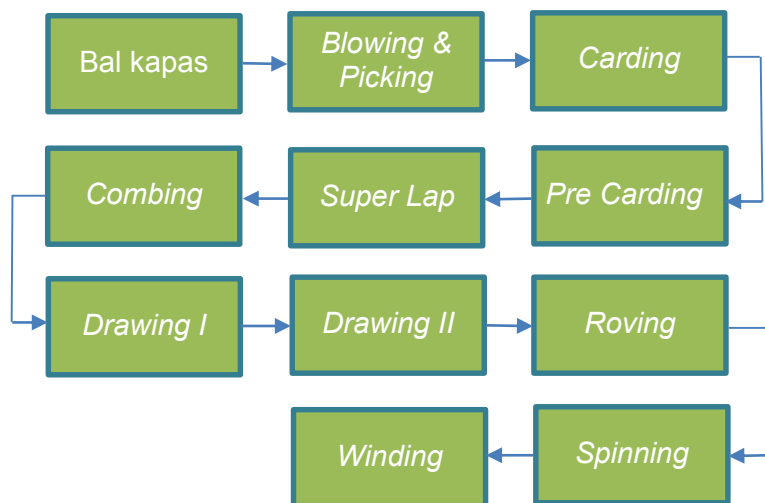 Bal kapas
Blowing &
Picking
Carding
Pre Carding
Super Lap
Combing
Drawing I
Drawing II
Roving
Spinning
Winding